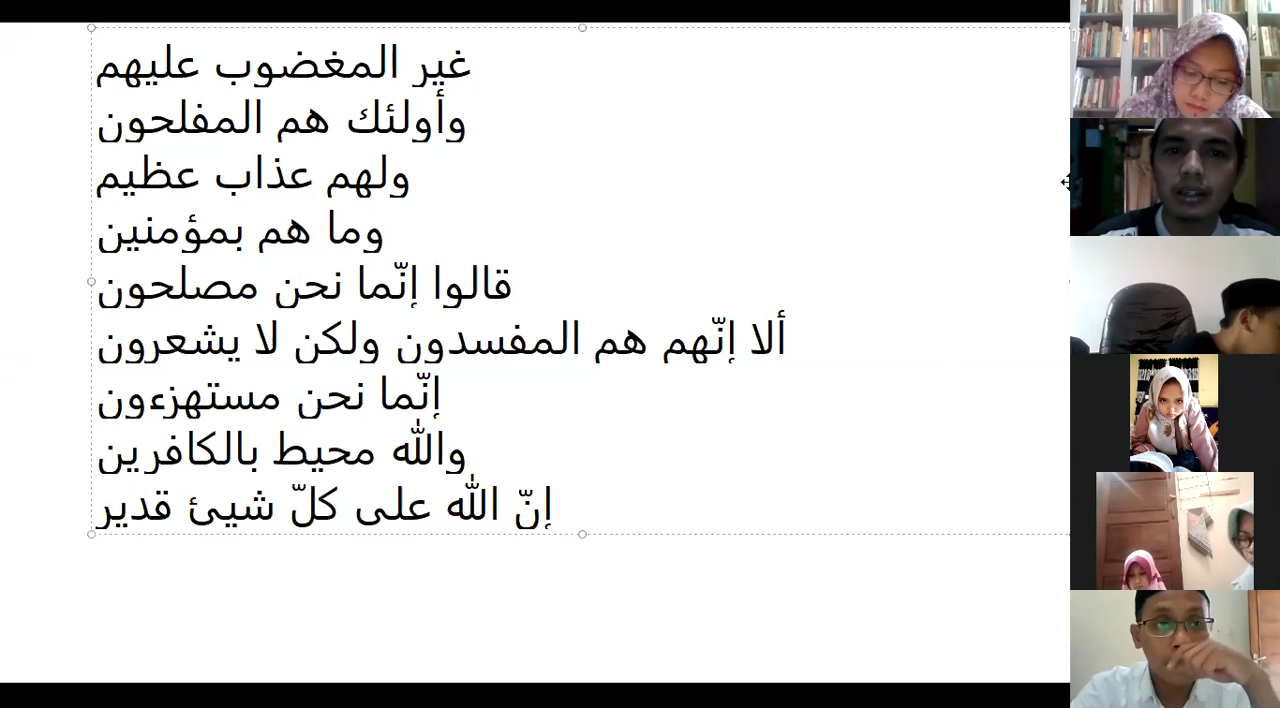 غير المغضوب عليهم
وأولئك هم المفلحون
ولهم عذاب عظيم
وما هم بمؤمنين
قالوا إنّما نحن مصلحون
ألا إنّهم هم المفسدون ولكن لا يشعرون
إنّما نحن مستهزءون
والله محيط بالكافرين
إنّ الله على كلّ شيئ قدير